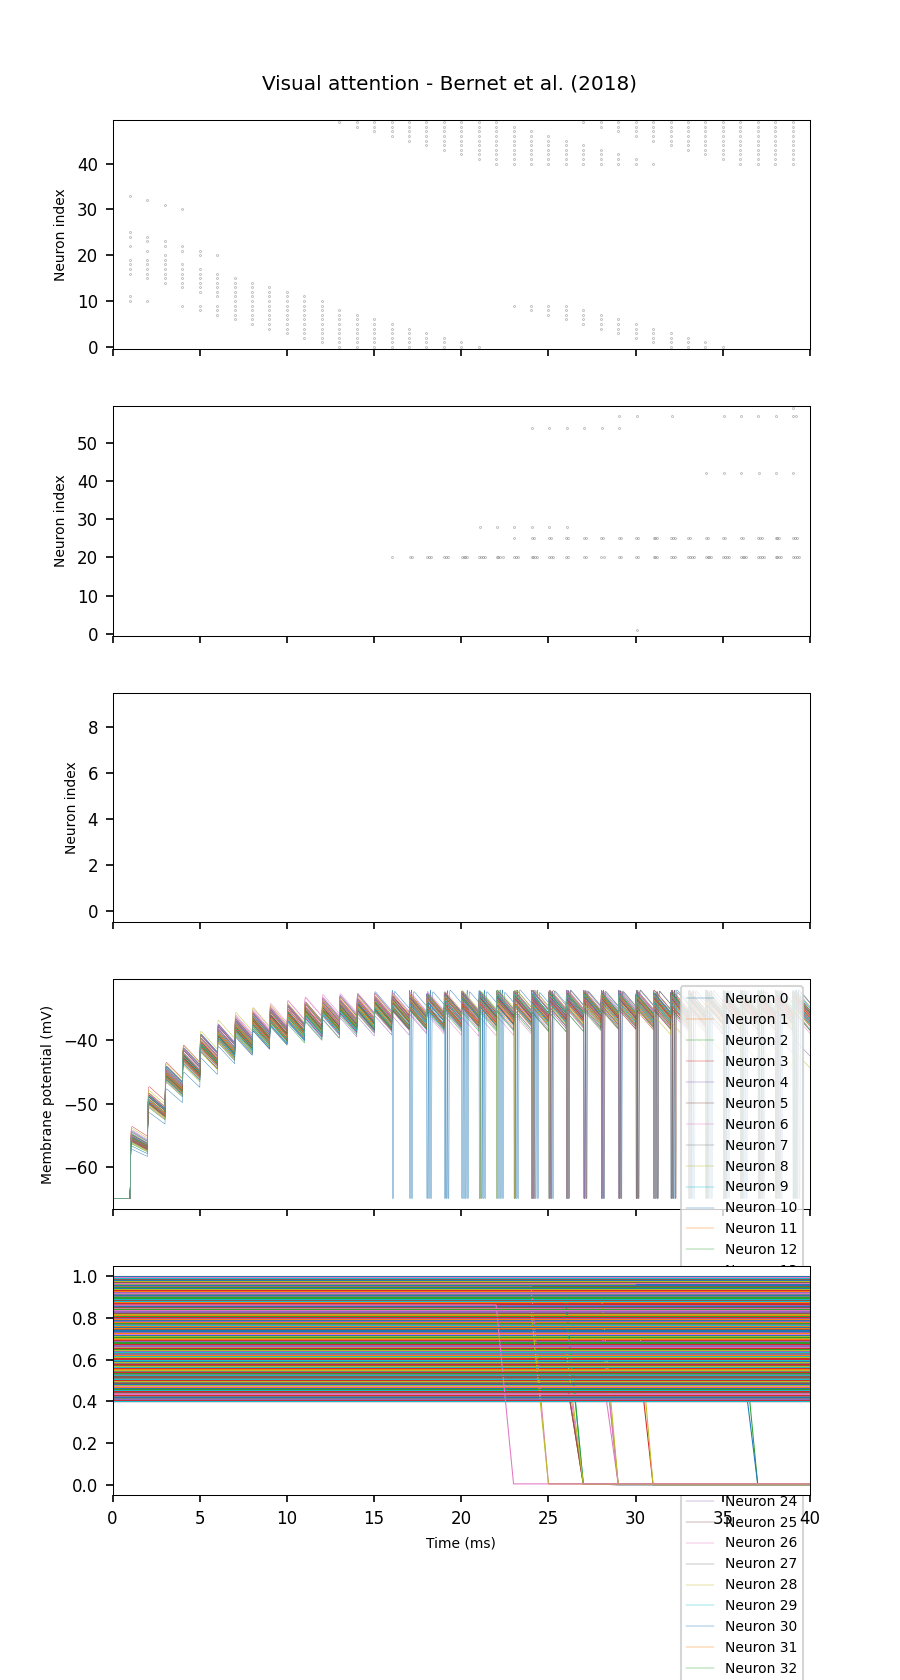 Visual attention - Bernet et al. (2018)
40
30
20
10
0
Neuron index
50
40
30
20
10
0
Neuron index
8
6
4
2
0
Neuron index
−40
−50
−60
Membrane potential (mV)
Neuron 0
Neuron 1
Neuron 2
Neuron 3
Neuron 4
Neuron 5
Neuron 6
Neuron 7
Neuron 8
Neuron 9
Neuron 10
Neuron 11
Neuron 12
1.0
0.8
0.6
0.4
0.2
0.0
0 5 10 15 20 25 30 35 40
Time (ms)
Neuron 24
Neuron 25
Neuron 26
Neuron 27
Neuron 28
Neuron 29
Neuron 30
Neuron 31
Neuron 32